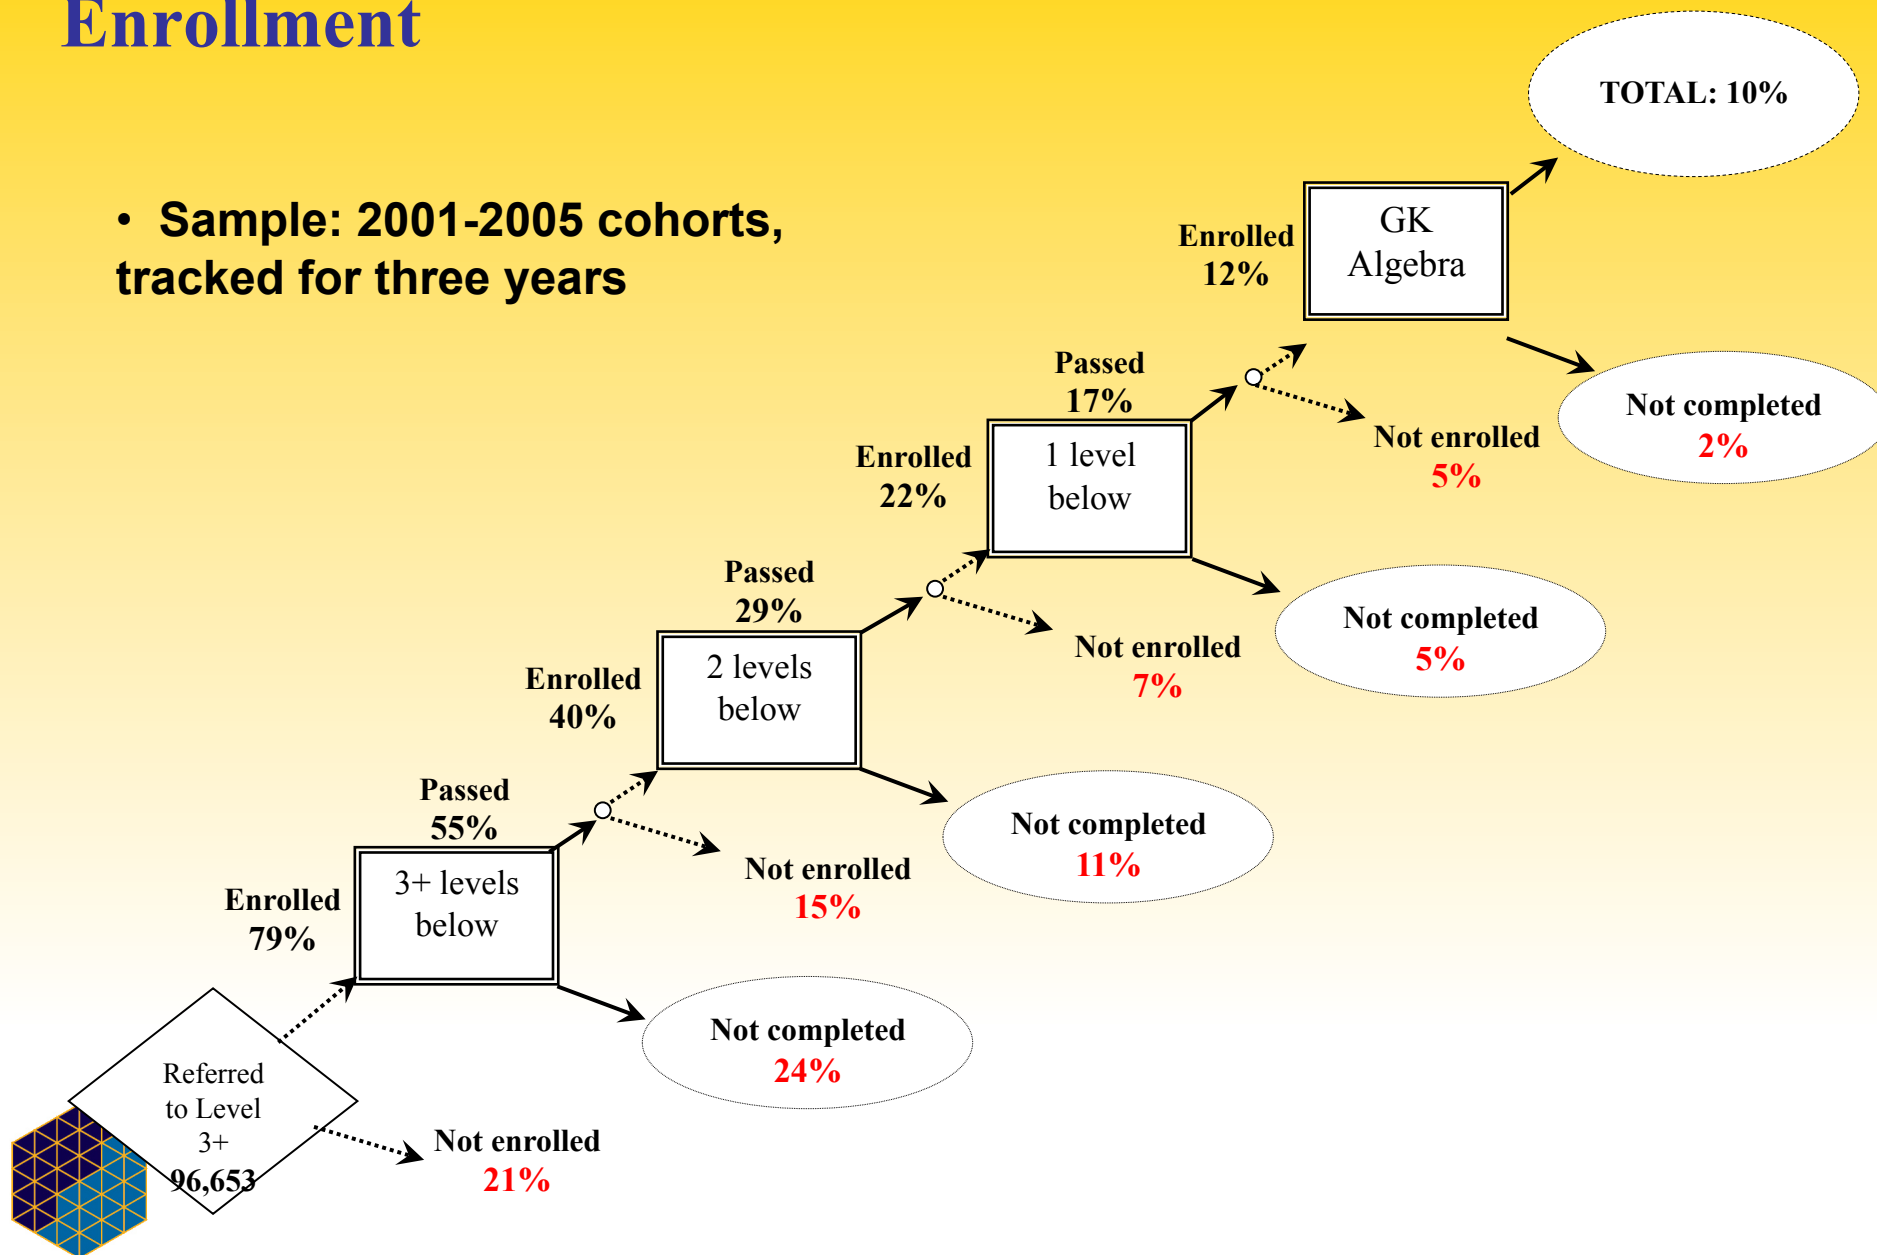 Enrollment
• Sample: 2001-2005 cohorts,
tracked for three years
TOTAL: 10%
GK
Algebra
Enrolled
12%
Not completed
2%
Not enrolled
5%
Passed
17%
1 level
below
Enrolled
22%
Not completed
5%
Not enrolled
7%
Passed
29%
2 levels
below
Enrolled
40%
Not completed
11%
Not enrolled
15%
Passed
55%
3+ levels
below
Enrolled
79%
Not completed
24%
Referred
to Level
3+
96,653
Not enrolled
21%